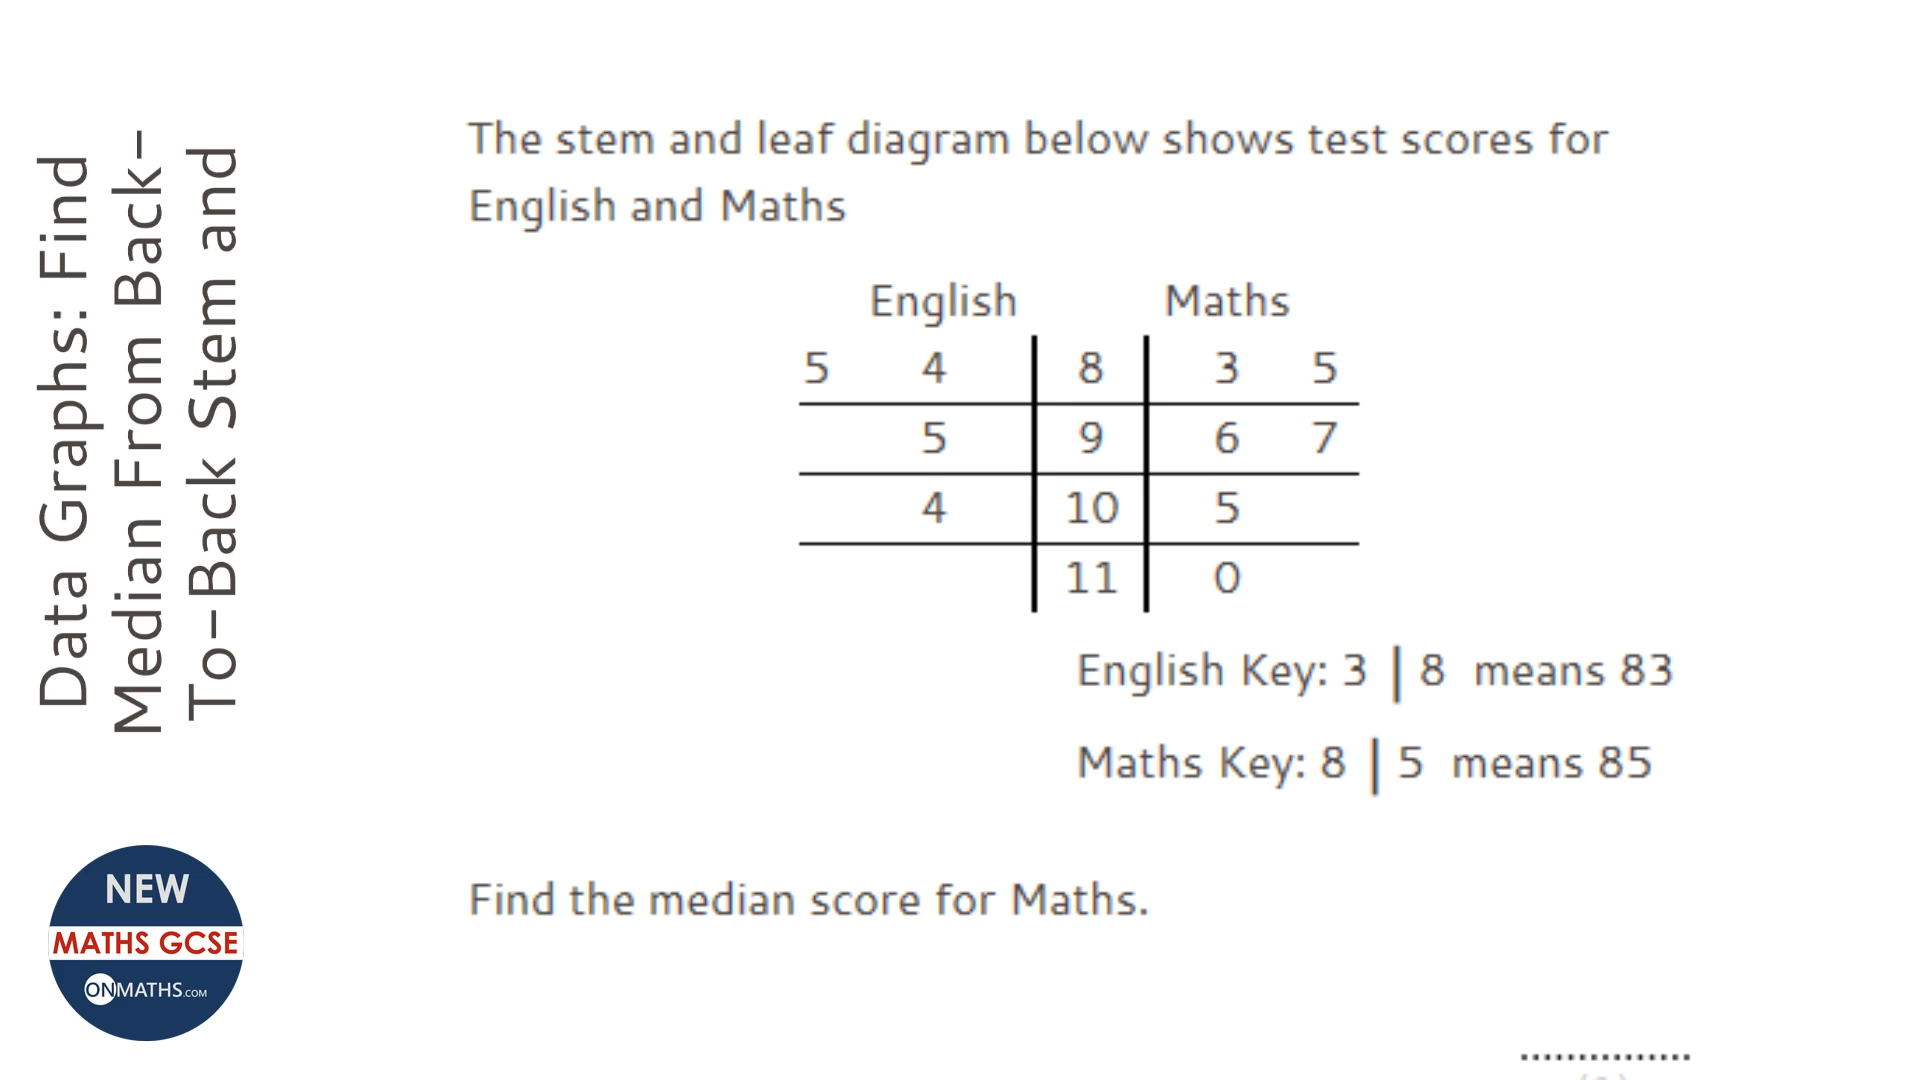 Data Graphs: Find
Median From Back-
To-Back Stem and
The stem and leaf diagram below shows test scores for
English and Maths
English Maths
5 4 8 3 5
5 9 6 7
4 10 5
11 0
English Key: 3 | 8 means 83
Maths Key: 8 | 5 means 85
Find the median score for Maths.
...............
NEW
MATHS GCSE
ONMATHS.COM